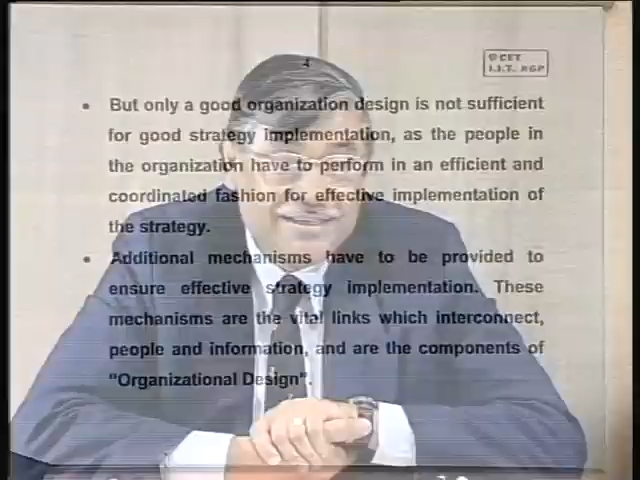 4
©CET
I.I.T. KGP
• But only a good organization design is not sufficient
for good strategy implementation, as the people in
the organization have to perform in an efficient and
coordinated fashion for effective implementation of
the strategy.
• Additional mechanisms have to be provided to
ensure effective strategy implementation. These
mechanisms are the vital links which interconnect,
people and information, and are the components of
“Organizational Design”.